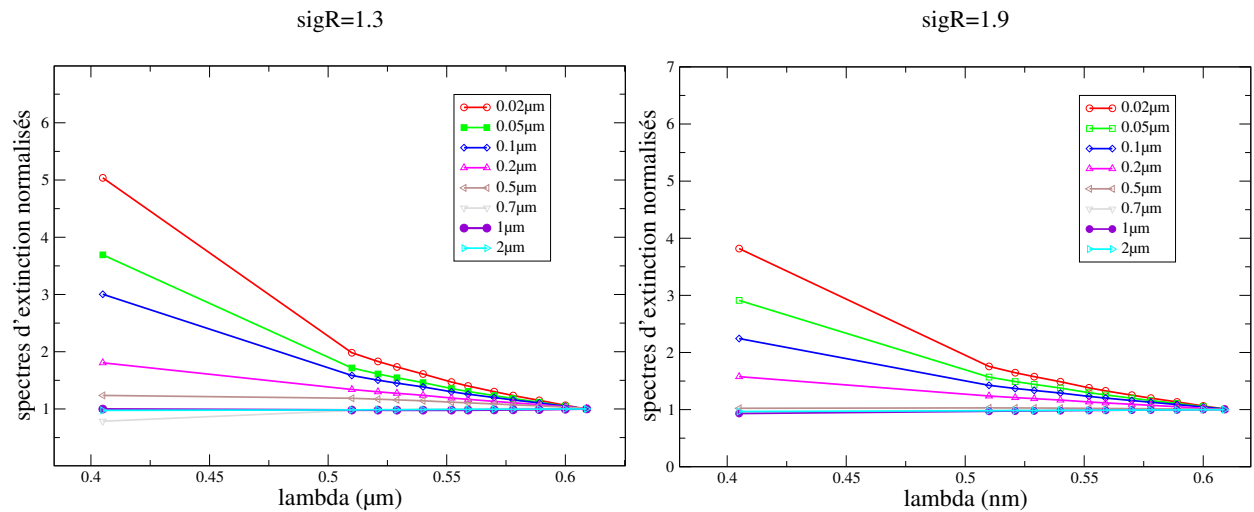 sigR=1.3
spectres d'extinction normalisés
6
5
4
3
2
1
0.02µm
0.05µm
0.1µm
0.2µm
0.5µm
0.7µm
1µm
2µm
0.4
0.45
0.5
0.55
0.6
lambda (µm)
sigR=1.9
spectres d'extinction normalisés
7
6
5
4
3
2
1
0
0.02µm
0.05µm
0.1µm
0.2µm
0.5µm
0.7µm
1µm
2µm
0.4
0.45
0.5
0.55
0.6
lambda (nm)